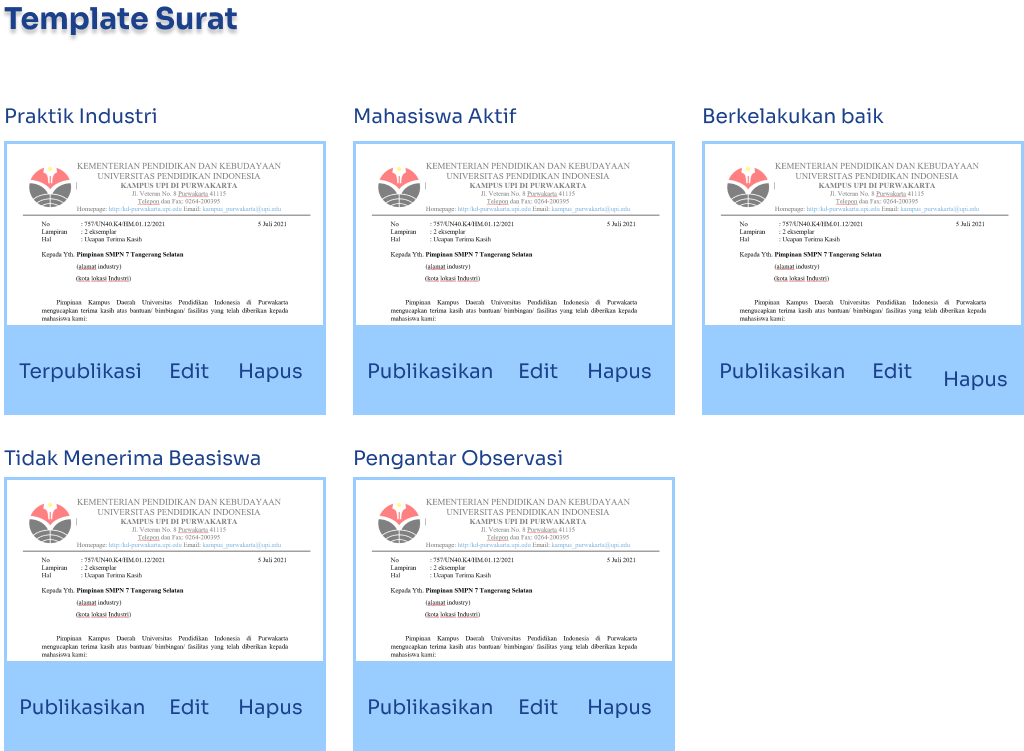 Template Surat
Praktik Industri
KEMENTERIAN PENDIDIKAN DAN KEBUDAYAAN
UNIVERSITAS PENDIDIKAN INDONESIA
KAMPUS UPI DI PURWAKARTA
Jl. Veteran No. 8 Purwakarta 41115
Telepon dan Fax: 0264-200395
Homepage: http:/kd-purwakarta.upi.edu Email: kampus_purwakarta@upi.edu
No : 757/UN40.K4/HM.01.12/2021 5 Juli 2021
Lampiran : 2 eksemplar
Hal : Ucapan Terima Kasih
Kepada Yth. Pimpinan SMPN 7 Tangerang Selatan
(alamat industry)
(kota lokasi Industri)
Pimpinan Kampus Daerah Universitas Pendidikan Indonesia di Purwakarta
mengucapkan terima kasih atas bantuan/ bimbingan/ fasilitas yang telah diberikan kepada
mahasiswa kami:
Terpublikasi Edit Hapus
Mahasiswa Aktif
KEMENTERIAN PENDIDIKAN DAN KEBUDAYAAN
UNIVERSITAS PENDIDIKAN INDONESIA
KAMPUS UPI DI PURWAKARTA
Jl. Veteran No. 8 Purwakarta 41115
Telepon dan Fax: 0264-200395
Homepage: http:/kd-purwakarta.upi.edu Email: kampus_purwakarta@upi.edu
No : 757/UN40.K4/HM.01.12/2021 5 Juli 2021
Lampiran : 2 eksemplar
Hal : Ucapan Terima Kasih
Kepada Yth. Pimpinan SMPN 7 Tangerang Selatan
(alamat industry)
(kota lokasi Industri)
Pimpinan Kampus Daerah Universitas Pendidikan Indonesia di Purwakarta
mengucapkan terima kasih atas bantuan/ bimbingan/ fasilitas yang telah diberikan kepada
mahasiswa kami:
Publikasikan Edit Hapus
Berkelakukan baik
KEMENTERIAN PENDIDIKAN DAN KEBUDAYAAN
UNIVERSITAS PENDIDIKAN INDONESIA
KAMPUS UPI DI PURWAKARTA
Jl. Veteran No. 8 Purwakarta 41115
Telepon dan Fax: 0264-200395
Homepage: http:/kd-purwakarta.upi.edu Email: kampus_purwakarta@upi.edu
No : 757/UN40.K4/HM.01.12/2021 5 Juli 2021
Lampiran : 2 eksemplar
Hal : Ucapan Terima Kasih
Kepada Yth. Pimpinan SMPN 7 Tangerang Selatan
(alamat industry)
(kota lokasi Industri)
Pimpinan Kampus Daerah Universitas Pendidikan Indonesia di Purwakarta
mengucapkan terima kasih atas bantuan/ bimbingan/ fasilitas yang telah diberikan kepada
mahasiswa kami:
Publikasikan Edit Hapus
Tidak Menerima Beasiswa
KEMENTERIAN PENDIDIKAN DAN KEBUDAYAAN
UNIVERSITAS PENDIDIKAN INDONESIA
KAMPUS UPI DI PURWAKARTA
Jl. Veteran No. 8 Purwakarta 41115
Telepon dan Fax: 0264-200395
Homepage: http:/kd-purwakarta.upi.edu Email: kampus_purwakarta@upi.edu
No : 757/UN40.K4/HM.01.12/2021 5 Juli 2021
Lampiran : 2 eksemplar
Hal : Ucapan Terima Kasih
Kepada Yth. Pimpinan SMPN 7 Tangerang Selatan
(alamat industry)
(kota lokasi Industri)
Pimpinan Kampus Daerah Universitas Pendidikan Indonesia di Purwakarta
mengucapkan terima kasih atas bantuan/ bimbingan/ fasilitas yang telah diberikan kepada
mahasiswa kami:
Publikasikan Edit Hapus
Pengantar Observasi
KEMENTERIAN PENDIDIKAN DAN KEBUDAYAAN
UNIVERSITAS PENDIDIKAN INDONESIA
KAMPUS UPI DI PURWAKARTA
Jl. Veteran No. 8 Purwakarta 41115
Telepon dan Fax: 0264-200395
Homepage: http:/kd-purwakarta.upi.edu Email: kampus_purwakarta@upi.edu
No : 757/UN40.K4/HM.01.12/2021 5 Juli 2021
Lampiran : 2 eksemplar
Hal : Ucapan Terima Kasih
Kepada Yth. Pimpinan SMPN 7 Tangerang Selatan
(alamat industry)
(kota lokasi Industri)
Pimpinan Kampus Daerah Universitas Pendidikan Indonesia di Purwakarta
mengucapkan terima kasih atas bantuan/ bimbingan/ fasilitas yang telah diberikan kepada
mahasiswa kami:
Publikasikan Edit Hapus